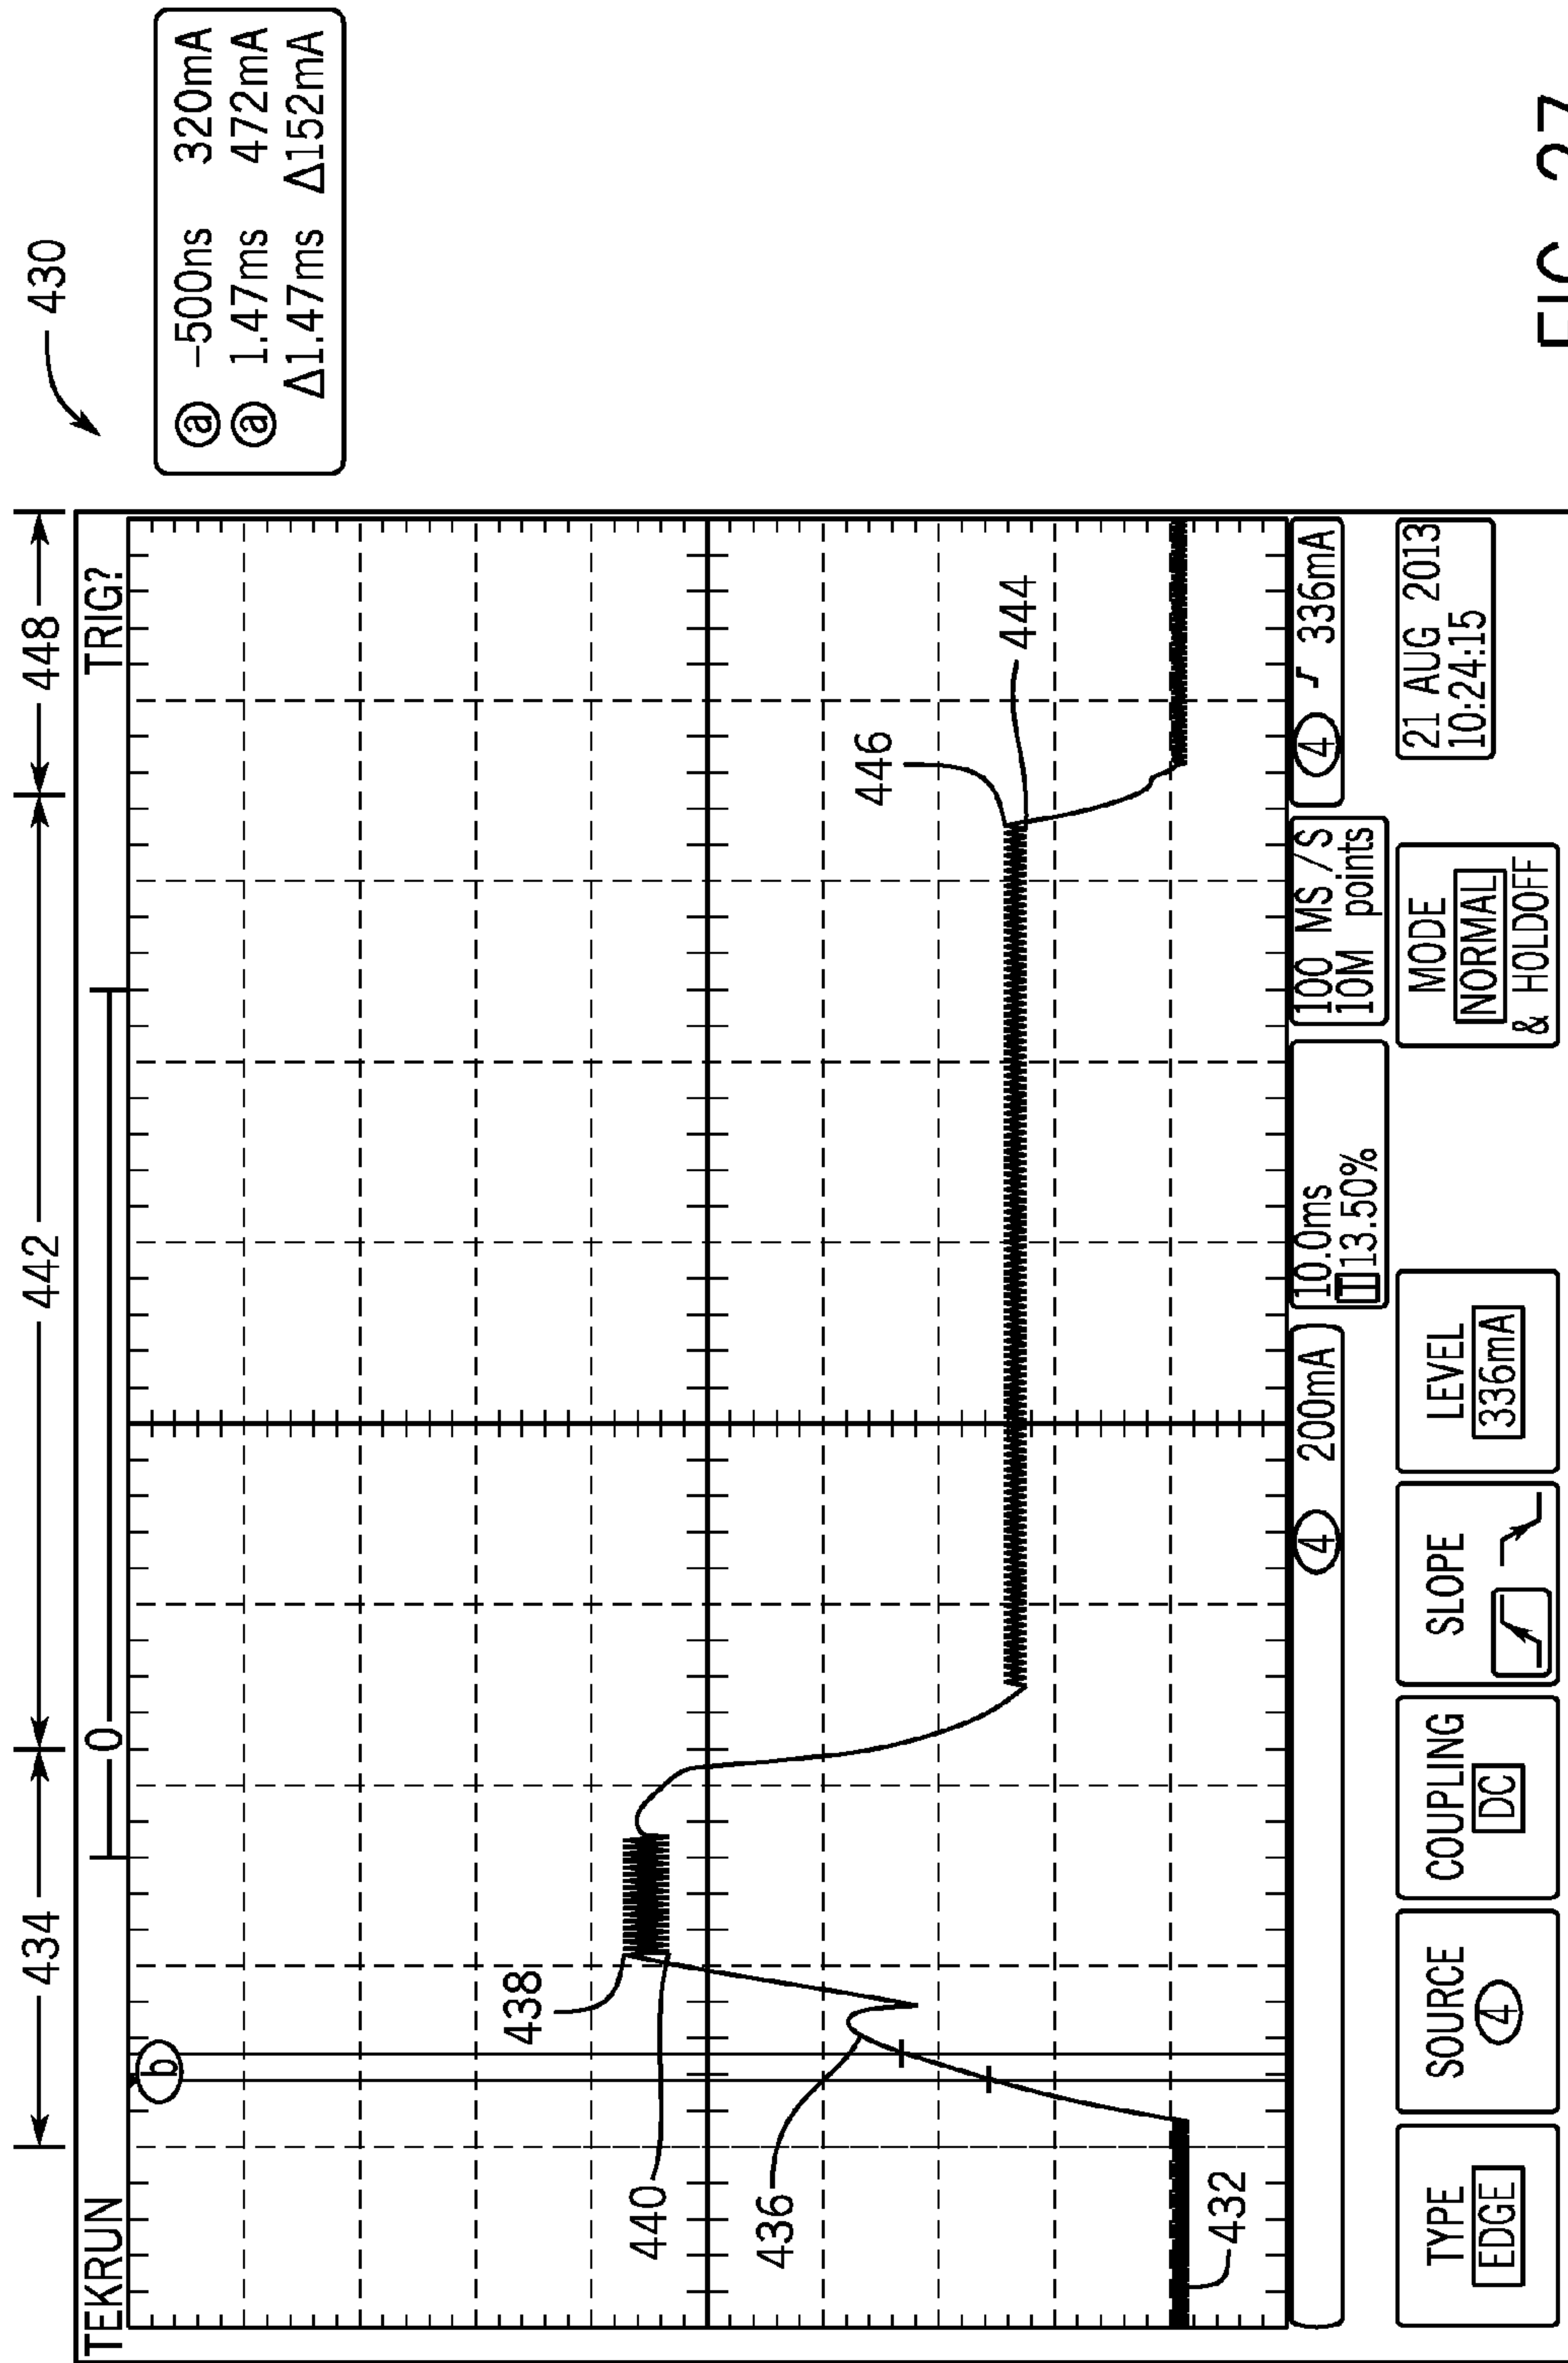 430
434
442
448
TEKRUN
0
TRIG?
ⓐ -500ns 320mA
ⓐ 1.47ms 472mA
Δ1.47ms Δ152mA
b
438
440
436
446
444
432
④ 200mA
10.0ms
T 13.50%
100 MS/S
10M points
④ 336mA
TYPE
EDGE
SOURCE
④
COUPLING
DC
SLOPE
LEVEL
336mA
MODE
NORMAL
& HOLDOFF
21 AUG 2013
10:24:15